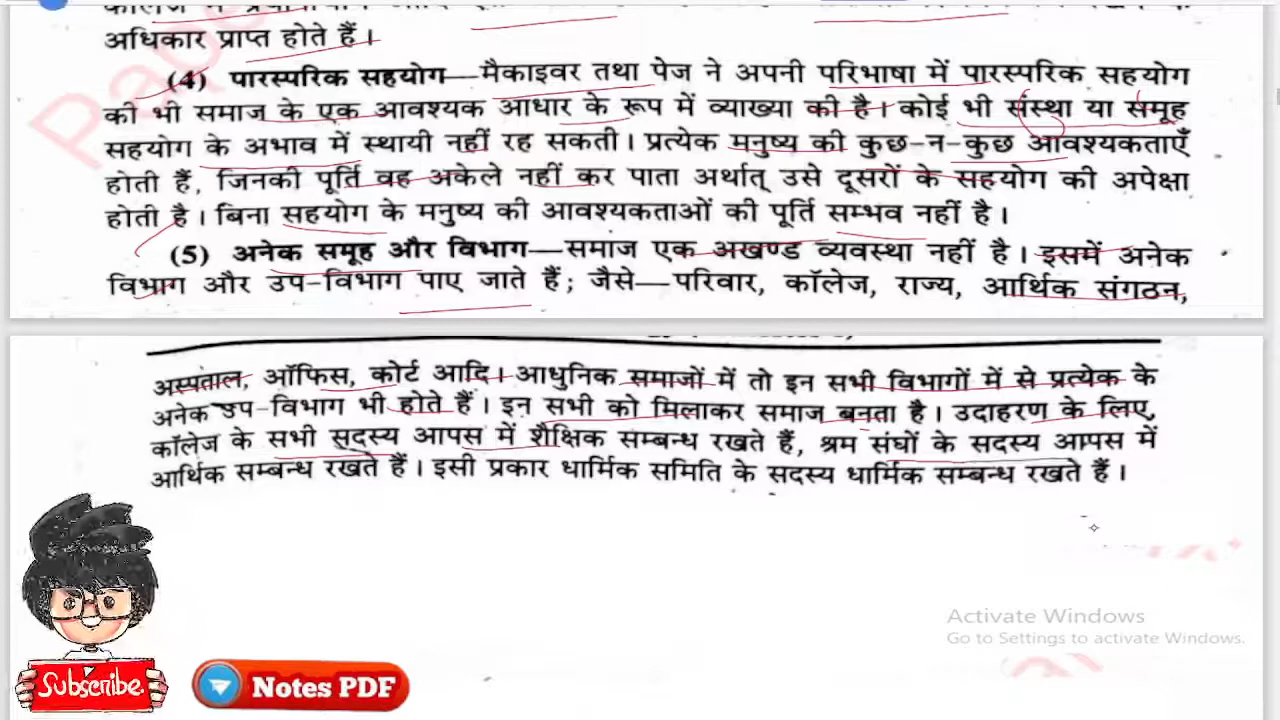 अधिकार प्राप्त होते हैं।
(4) पारस्परिक सहयोग—मैकाइवर तथा पेज ने अपनी परिभाषा में पारस्परिक सहयोग
की भी समाज के एक आवश्यक आधार के रूप में व्याख्या की है। कोई भी संस्था या समूह
सहयोग के अभाव में स्थायी नहीं रह सकती। प्रत्येक मनुष्य की कुछ-न-कुछ आवश्यकताएँ
होती हैं, जिनकी पूर्ति वह अकेले नहीं कर पाता अर्थात् उसे दूसरों के सहयोग की अपेक्षा
होती है। बिना सहयोग के मनुष्य की आवश्यकताओं की पूर्ति सम्भव नहीं है।
(5) अनेक समूह और विभाग—समाज एक अखण्ड व्यवस्था नहीं है। इसमें अनेक
विभाग और उप-विभाग पाए जाते हैं; जैसे—परिवार, कॉलेज, राज्य, आर्थिक संगठन,
अस्पताल, ऑफिस, कोर्ट आदि। आधुनिक समाजों में तो इन सभी विभागों में से प्रत्येक के
अनेक उप-विभाग भी होते हैं। इन सभी को मिलाकर समाज बनता है। उदाहरण के लिए,
कॉलेज के सभी सदस्य आपस में शैक्षिक सम्बन्ध रखते हैं, श्रम संघों के सदस्य आपस में
आर्थिक सम्बन्ध रखते हैं। इसी प्रकार धार्मिक समिति के सदस्य धार्मिक सम्बन्ध रखते हैं।
Activate Windows
Go to Settings to activate Windows.
Subscribe
Notes PDF